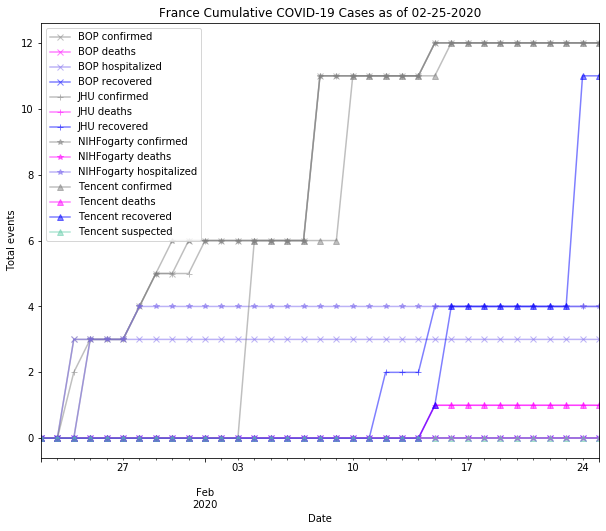 France Cumulative COVID-19 Cases as of 02-25-2020
12
10
8
6
4
2
0
Total events
BOP confirmed
BOP deaths
BOP hospitalized
BOP recovered
JHU confirmed
JHU deaths
JHU recovered
NIHFogarty confirmed
NIHFogarty deaths
NIHFogarty hospitalized
Tencent confirmed
Tencent deaths
Tencent recovered
Tencent suspected
27 03 10 17 24
Feb
2020
Date